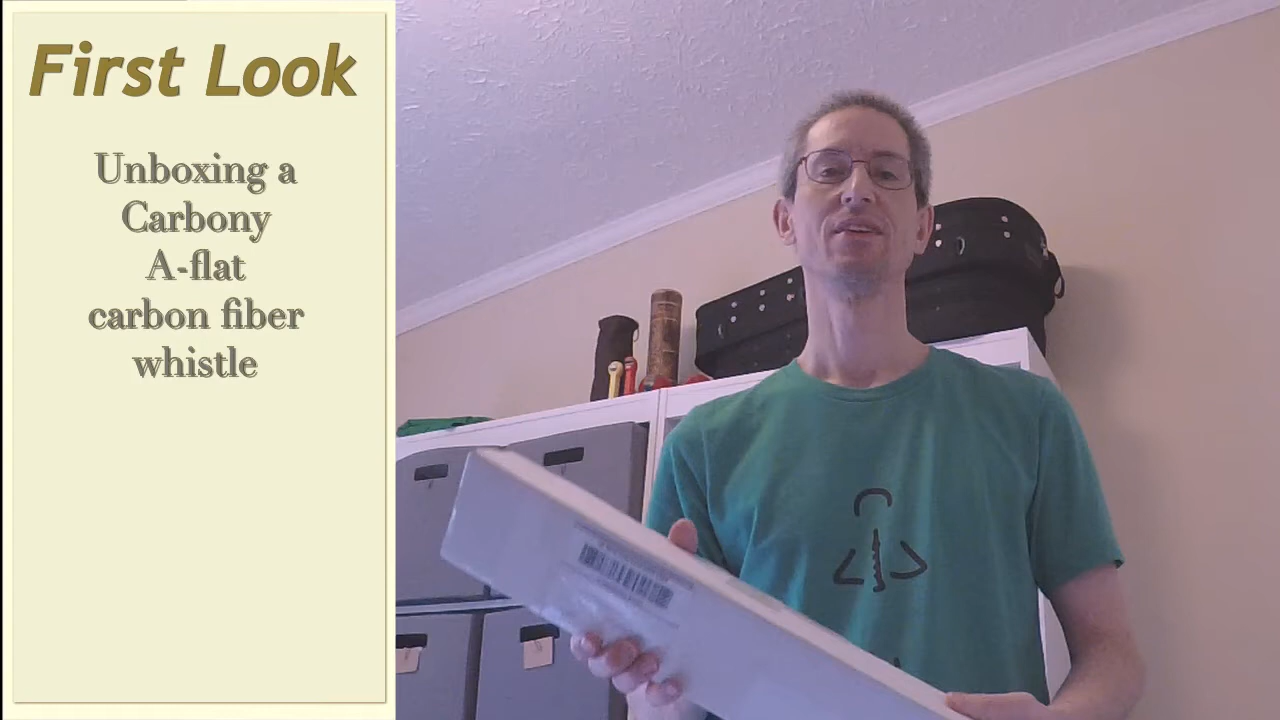 First Look
Unboxing a
Carbony
A-flat
carbon fiber
whistle